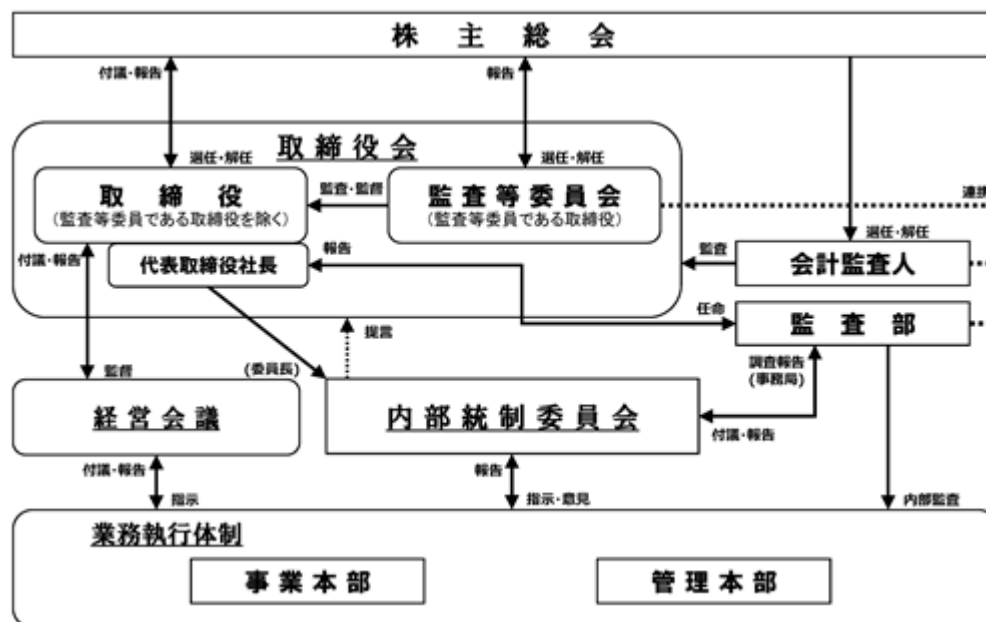 株主総会
付議・報告
報告
取締役会
選任・解任
選任・解任
取締役
(監査等委員である取締役を除く)
監査・監督
監査等委員会
(監査等委員である取締役)
連携
代表取締役社長
報告
付議・報告
選任・解任
監査
会計監査人
任命
監査部
提言
監督
(委員長)
調査報告
(事務局)
経営会議
内部統制委員会
付議・報告
付議・報告
指示
報告
指示・意見
内部監査
業務執行体制
事業本部
管理本部